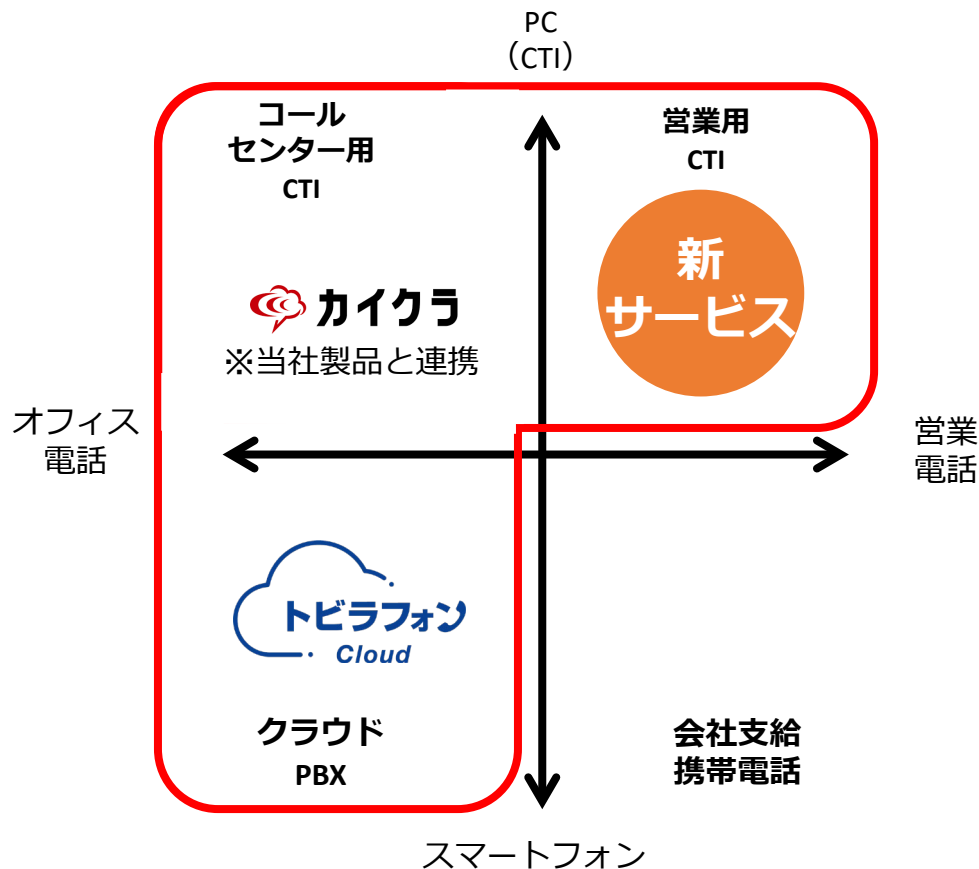 PC
（CTI）
コール
センター用
CTI
営業用
CTI
新
サービス
カイクラ
※当社製品と連携
オフィス
電話
営業
電話
トビラフォン
Cloud
クラウド
PBX
会社支給
携帯電話
スマートフォン